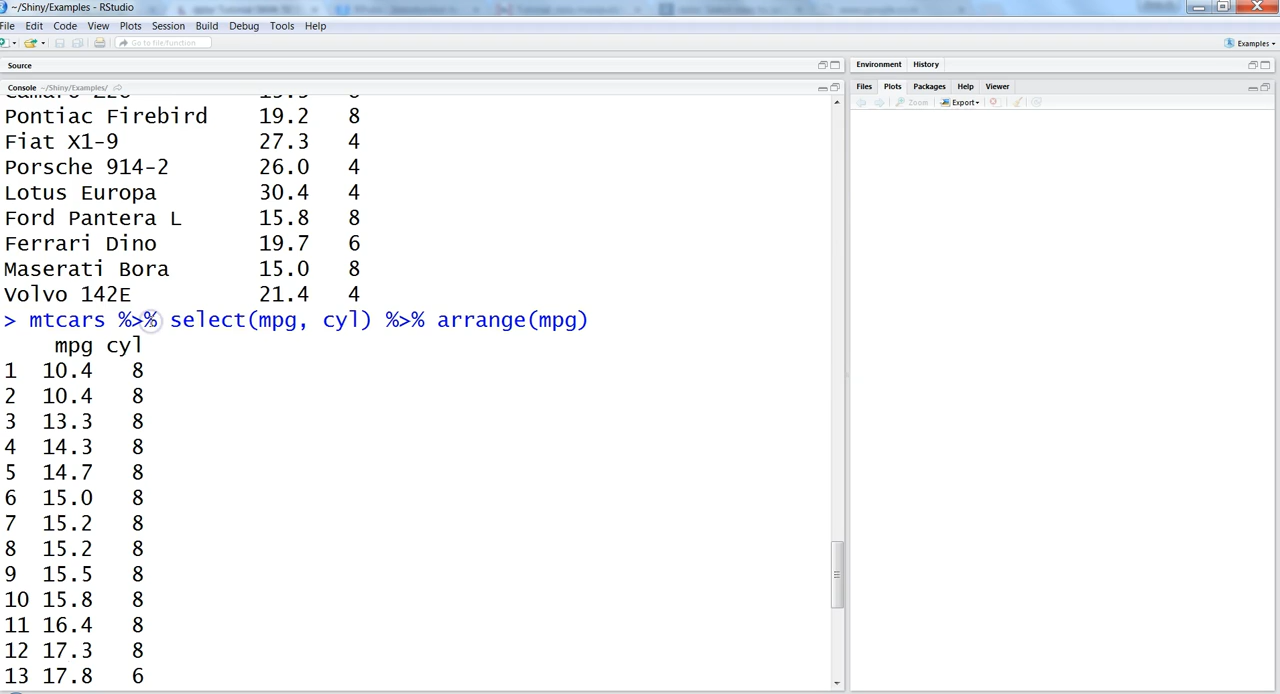 ~/Shiny/Examples - RStudio
File Edit Code View Plots Session Build Debug Tools Help
Go to file/function Examples
Source
Environment History
Console ~/Shiny/Examples/
Files Plots Packages Help Viewer
Zoom Export
Pontiac Firebird 19.2 8
Fiat X1-9 27.3 4
Porsche 914-2 26.0 4
Lotus Europa 30.4 4
Ford Pantera L 15.8 8
Ferrari Dino 19.7 6
Maserati Bora 15.0 8
Volvo 142E 21.4 4
> mtcars %>% select(mpg, cyl) %>% arrange(mpg)
mpg cyl
1 10.4 8
2 10.4 8
3 13.3 8
4 14.3 8
5 14.7 8
6 15.0 8
7 15.2 8
8 15.2 8
9 15.5 8
10 15.8 8
11 16.4 8
12 17.3 8
13 17.8 6